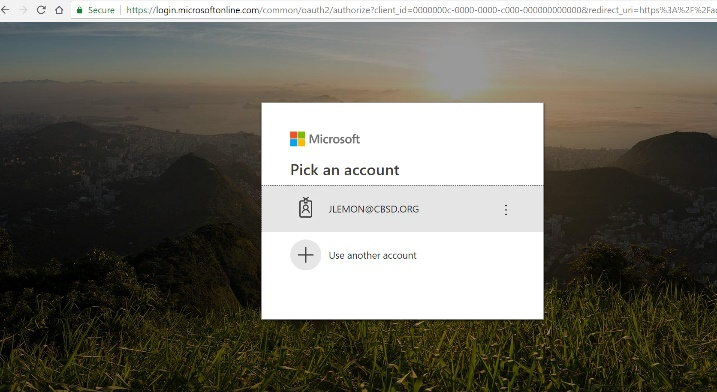 Secure
https://login.microsoftonline.com/common/oauth2/authorize?client_id=0000000c-0000-0000-c000-000000000000&redirect_uri=https%3A%2F%2Fac
Microsoft
Pick an account
JLEMON@CBSD.ORG
Use another account